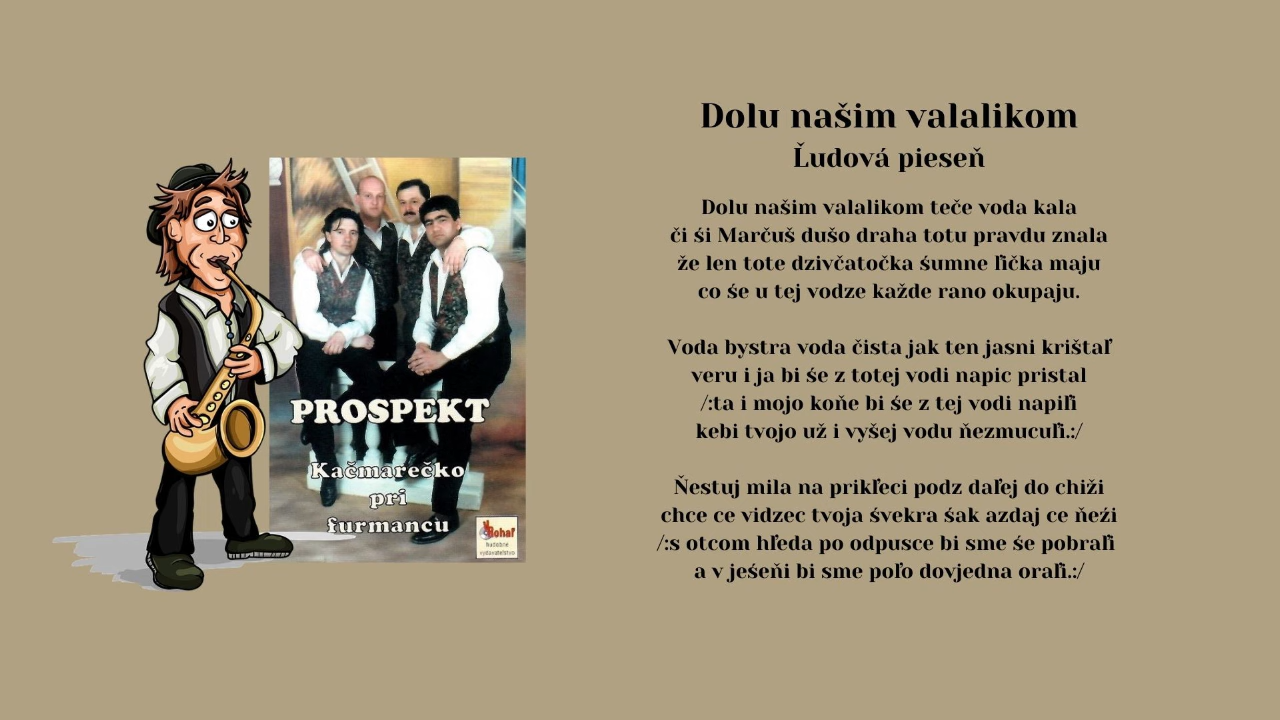 Dolu našim valalikom
Ľudová pieseň
Dolu našim valalikom teče voda kala
či śi Marčuš dušo draha totu pravdu znala
že len tote dzivčatočka śumne ľička maju
co śe u tej vodze každe rano okupaju.
Voda bystra voda čista jak ten jasni krištaľ
veru i ja bi śe z totej vodi napic pristal
/:ta i mojo koňe bi śe z tej vodi napiľi
kebi tvojo už i vyšej vodu ňezmucuľi.:/
Ňestuj mila na prikľeci podz daľej do chiži
chce ce vidzec tvoja śvekra śak azdaj ce ňeźi
/:s otcom hľeda po odpusce bi sme śe pobraľi
a v jeśeňi bi sme poľo dovjedna oraľi.:/
PROSPEKT
Kačmarečko
pri
furmancu
hudobné
vydavateľstvo